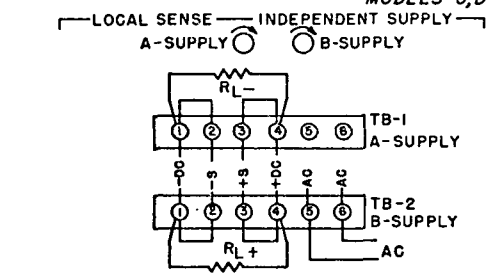 MODELS C,D
LOCAL SENSE — INDEPENDENT SUPPLY
A-SUPPLY B-SUPPLY
RL-
1 2 3 4 5 6 TB-1
A-SUPPLY
-DC -S +S +DC AC AC
1 2 3 4 5 6 TB-2
B-SUPPLY
RL+
AC